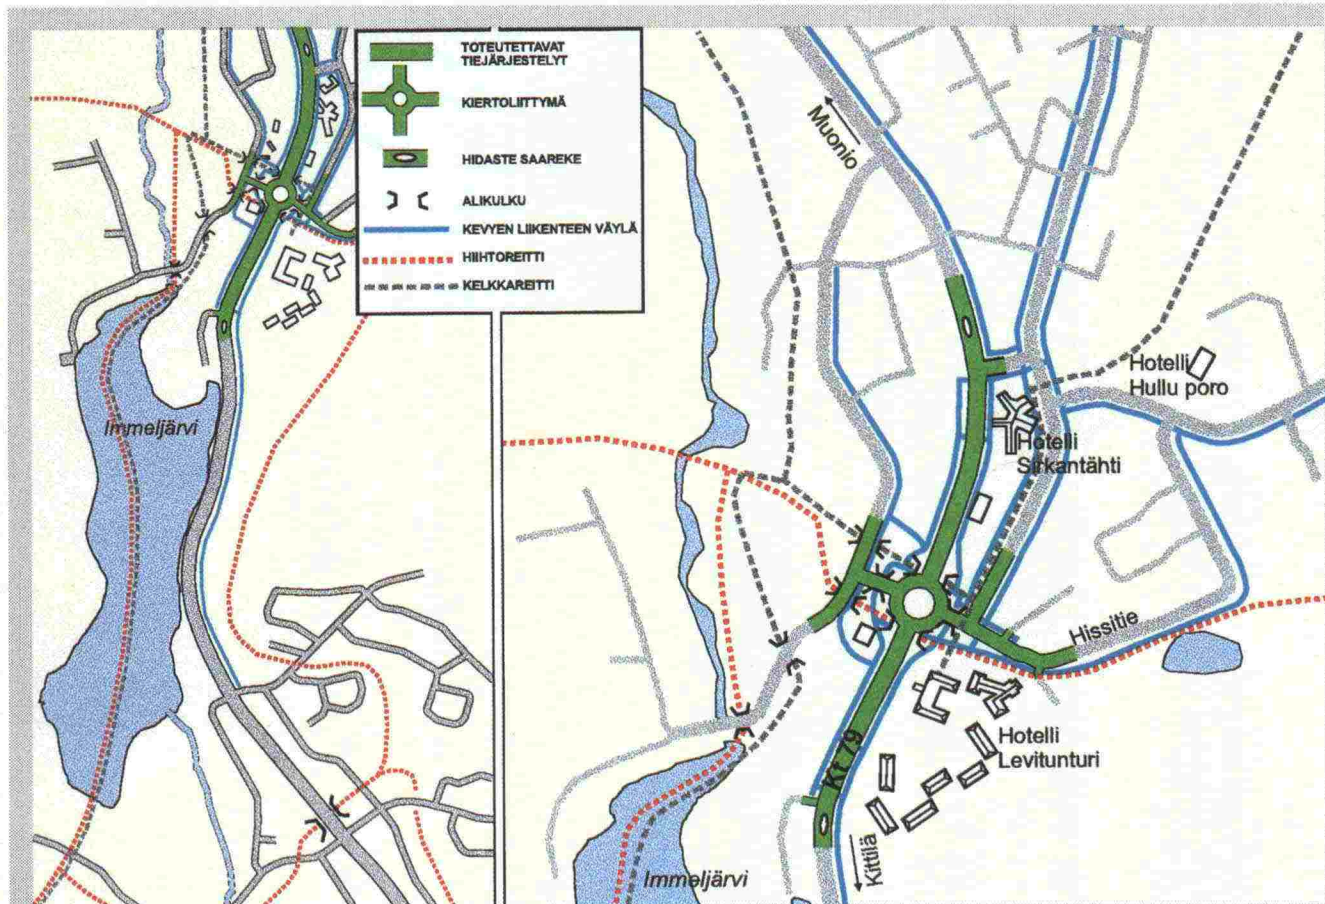 TOTEUTETTAVAT
TIEJÄRJESTELYT
KIERTOLIITTYMÄ
HIDASTE SAAREKE
ALIKULKU
KEVYEN LIIKENTEEN VÄYLÄ
HIIHTOREITTI
KELKKAREITTI
Immeljärvi
Muonio
Hotelli
Hullu poro
Hotelli
Sirkantähti
Hissitie
Hotelli
Levitunturi
Kt 79
Kittilä
Immeljärvi